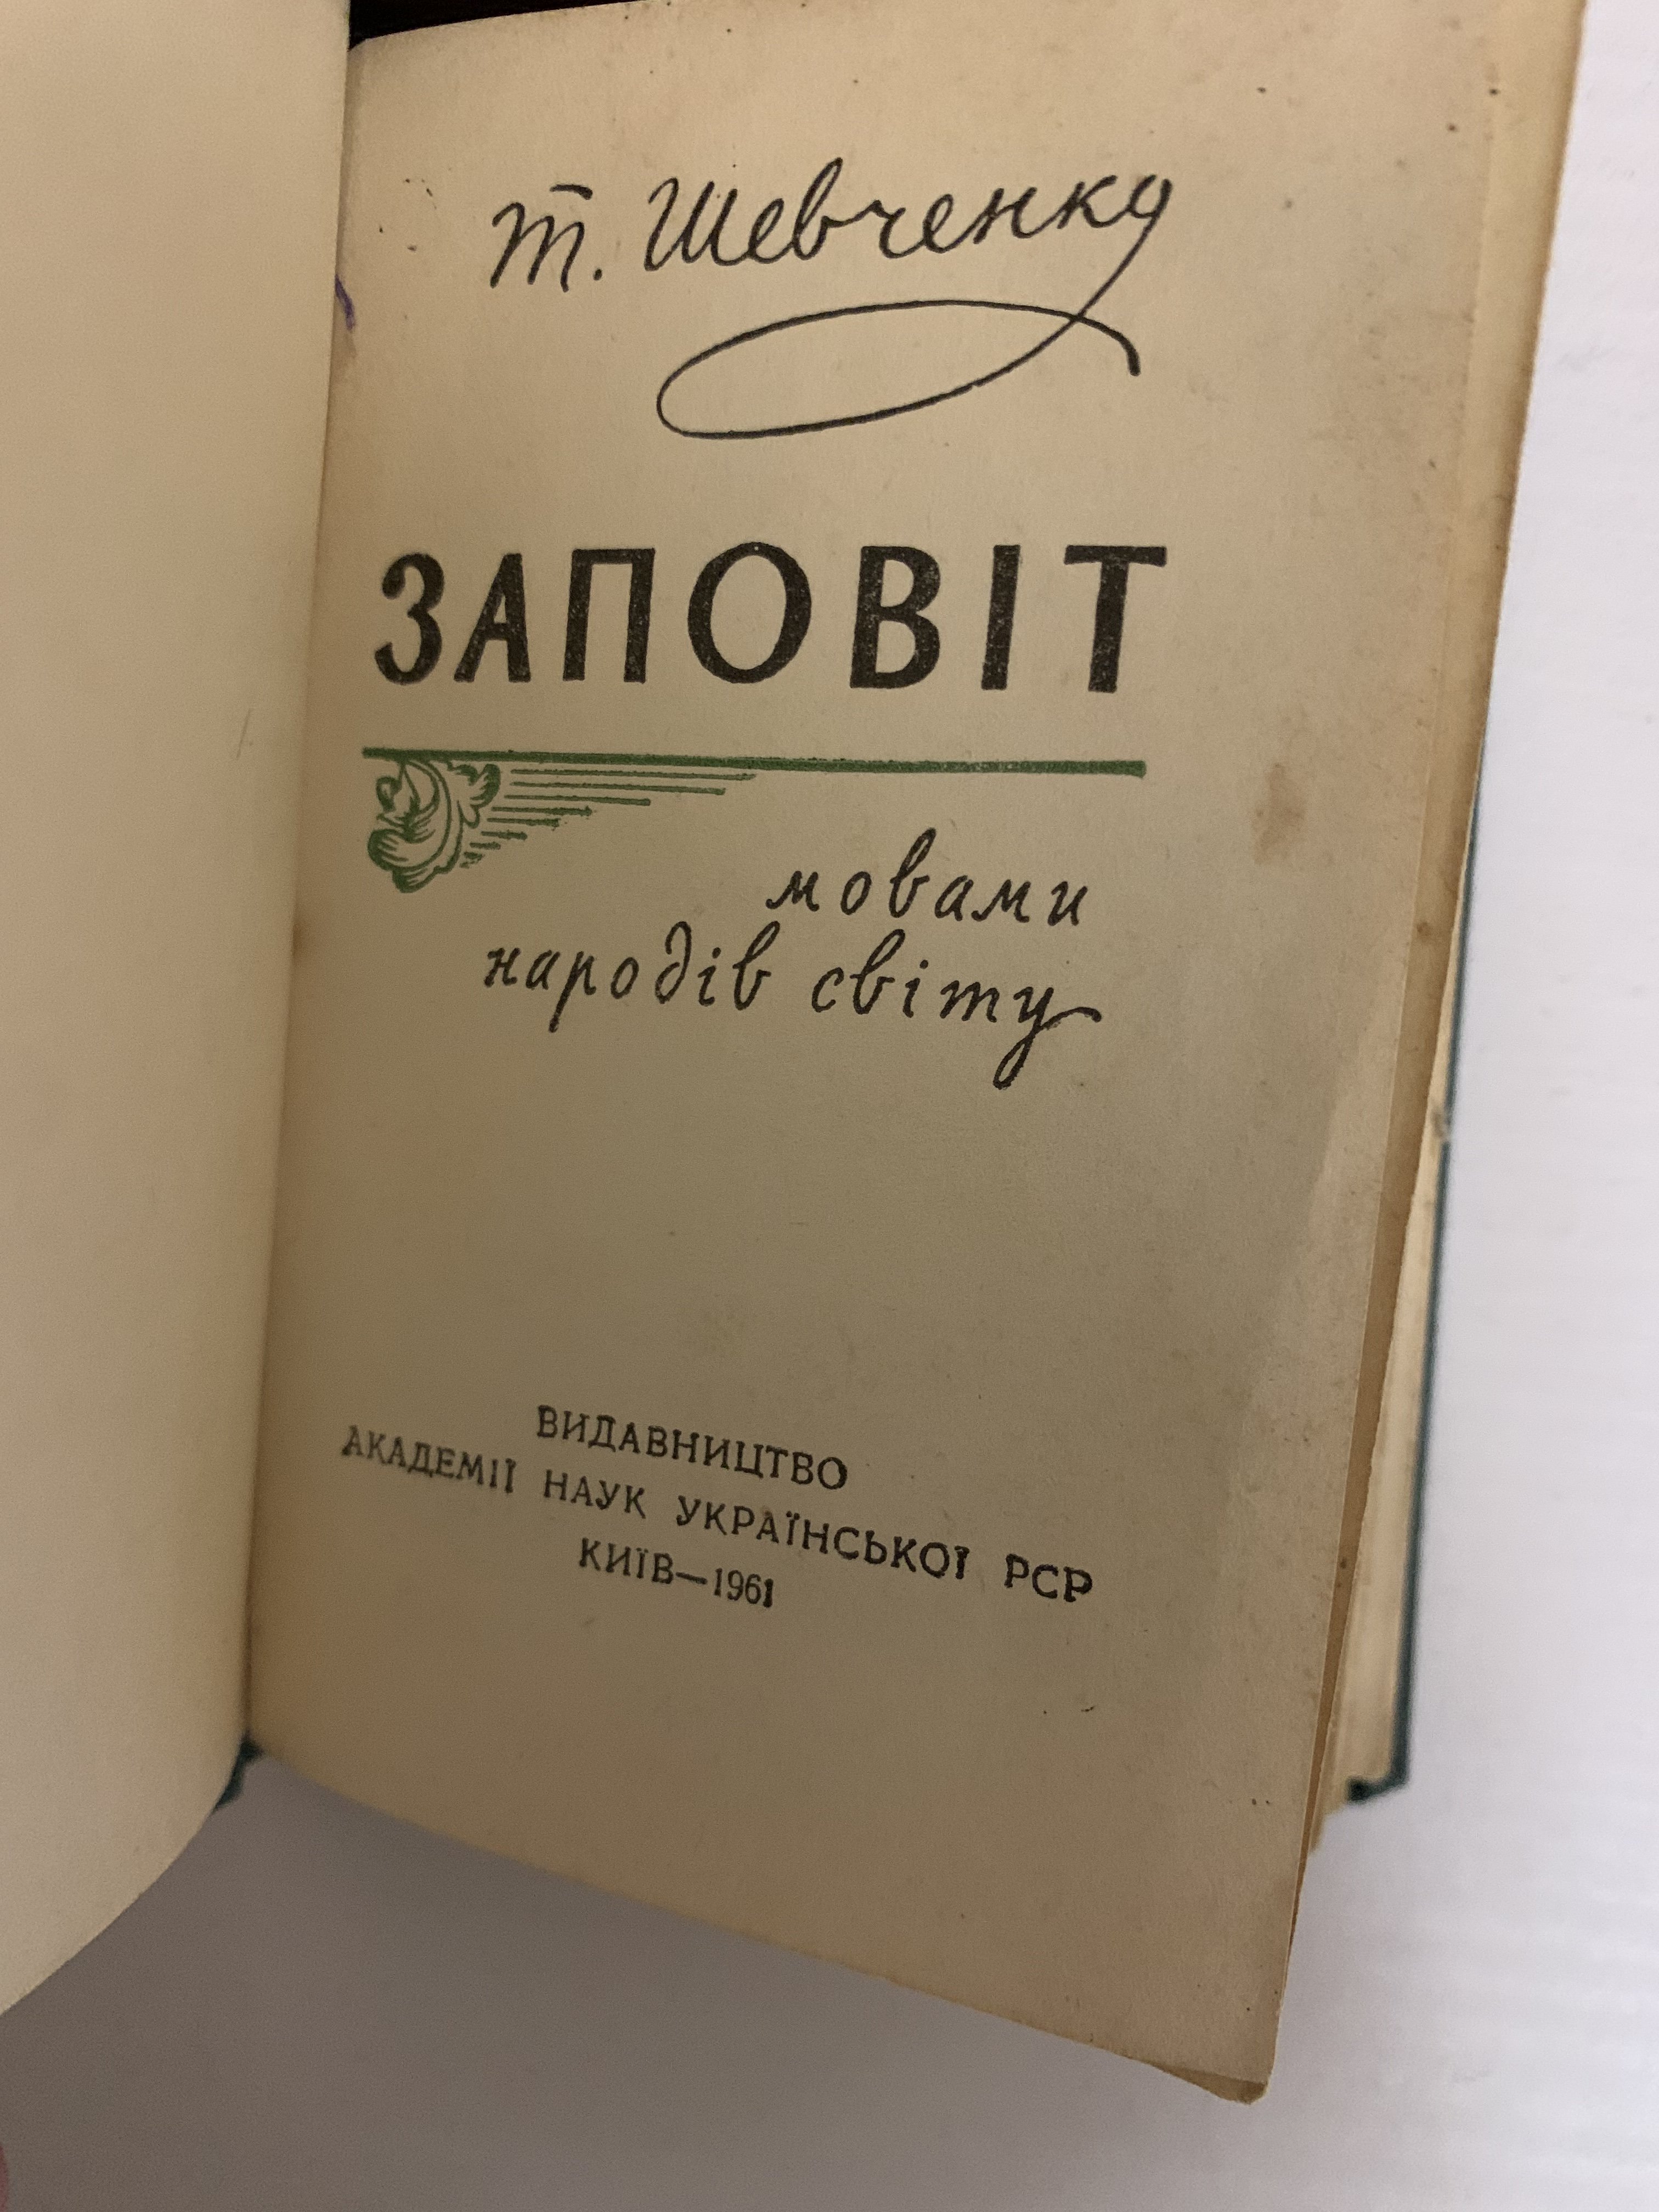 Т. Шевченко
ЗАПОВІТ
мовами
народів світу
ВИДАВНИЦТВО
АКАДЕМІЇ НАУК УКРАЇНСЬКОЇ РСР
КИЇВ—1961